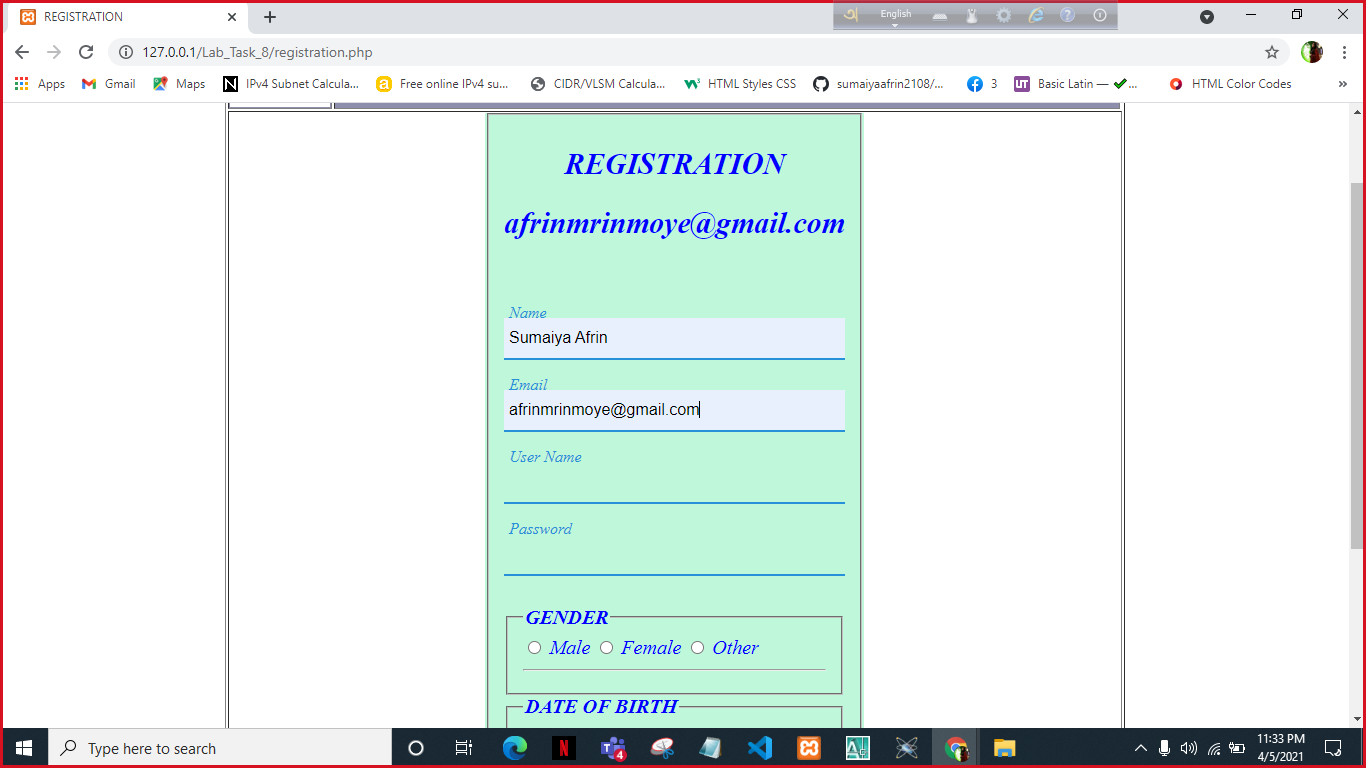 REGISTRATION
English
127.0.0.1/Lab_Task_8/registration.php
Apps Gmail Maps IPv4 Subnet Calcula... Free online IPv4 su... CIDR/VLSM Calcula... HTML Styles CSS sumaiyaafrin2108/... 3 Basic Latin — ✔... HTML Color Codes »
REGISTRATION
afrinmrinmoye@gmail.com
Name
Sumaiya Afrin
Email
afrinmrinmoye@gmail.com
User Name
Password
GENDER
Male Female Other
DATE OF BIRTH
Type here to search
4
11:33 PM
4/5/2021